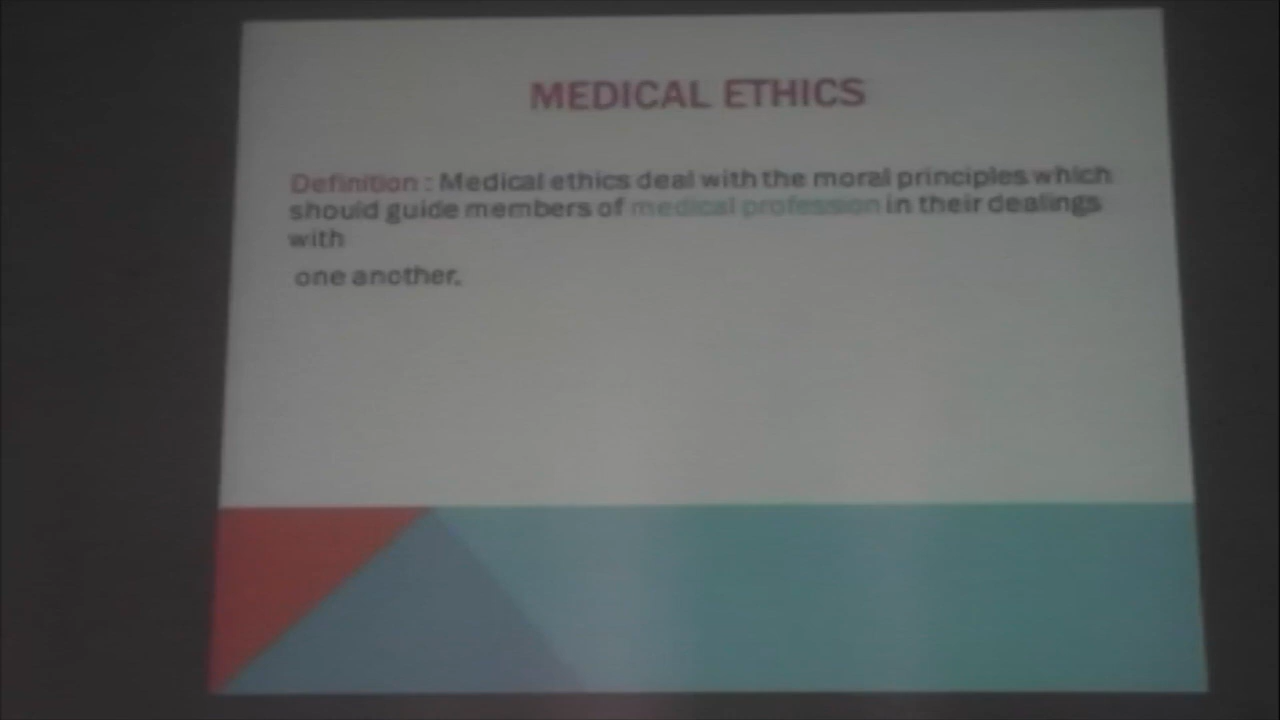 MEDICAL ETHICS
Definition : Medical ethics deal with the moral principles which
should guide members of medical profession in their dealings
with
one another.